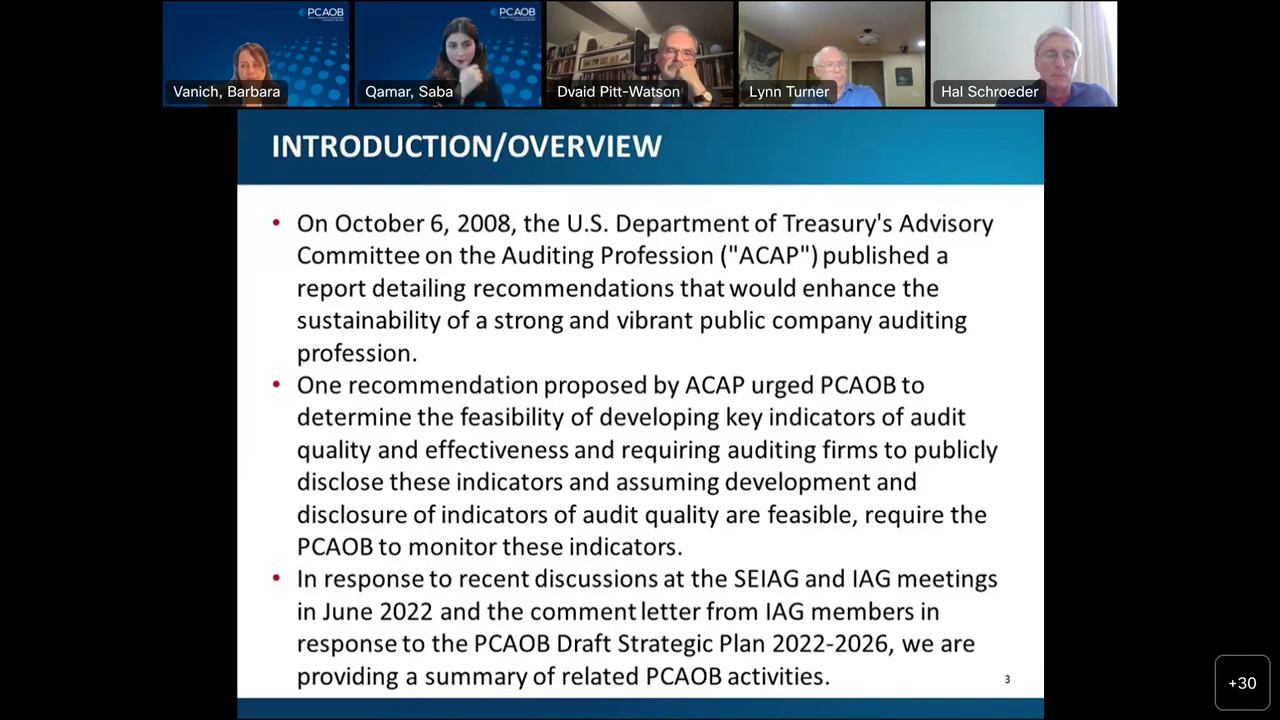 PCAOB
PCAOB
Vanich, Barbara
Qamar, Saba
Dvaid Pitt-Watson
Lynn Turner
Hal Schroeder
INTRODUCTION/OVERVIEW
• On October 6, 2008, the U.S. Department of Treasury's Advisory
Committee on the Auditing Profession ("ACAP") published a
report detailing recommendations that would enhance the
sustainability of a strong and vibrant public company auditing
profession.
• One recommendation proposed by ACAP urged PCAOB to
determine the feasibility of developing key indicators of audit
quality and effectiveness and requiring auditing firms to publicly
disclose these indicators and assuming development and
disclosure of indicators of audit quality are feasible, require the
PCAOB to monitor these indicators.
• In response to recent discussions at the SEIAG and IAG meetings
in June 2022 and the comment letter from IAG members in
response to the PCAOB Draft Strategic Plan 2022-2026, we are
providing a summary of related PCAOB activities.
3
+30